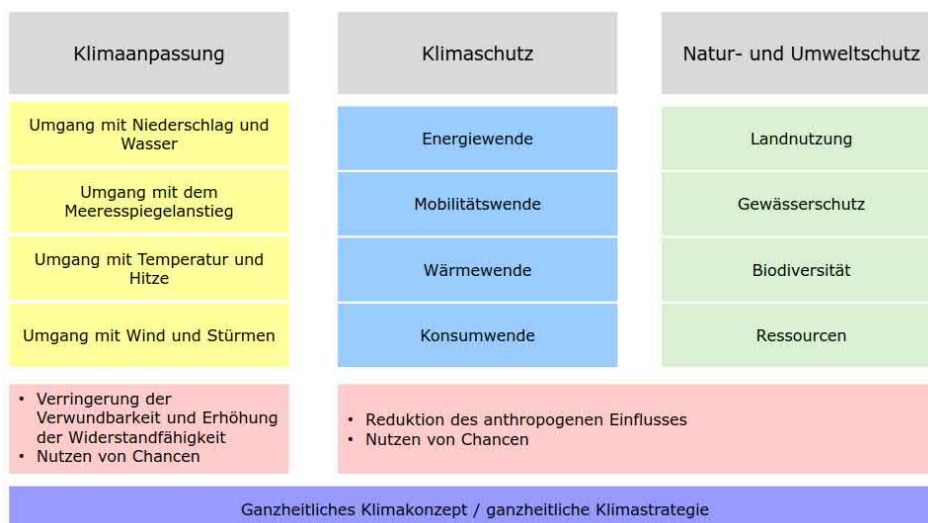 Klimaanpassung
Klimaschutz
Natur- und Umweltschutz
Umgang mit Niederschlag und
Wasser
Umgang mit dem
Meeresspiegelanstieg
Umgang mit Temperatur und
Hitze
Umgang mit Wind und Stürmen
Energiewende
Mobilitätswende
Wärmewende
Konsumwende
Landnutzung
Gewässerschutz
Biodiversität
Ressourcen
• Verringerung der
Verwundbarkeit und Erhöhung
der Widerstandfähigkeit
• Nutzen von Chancen
• Reduktion des anthropogenen Einflusses
• Nutzen von Chancen
Ganzheitliches Klimakonzept / ganzheitliche Klimastrategie